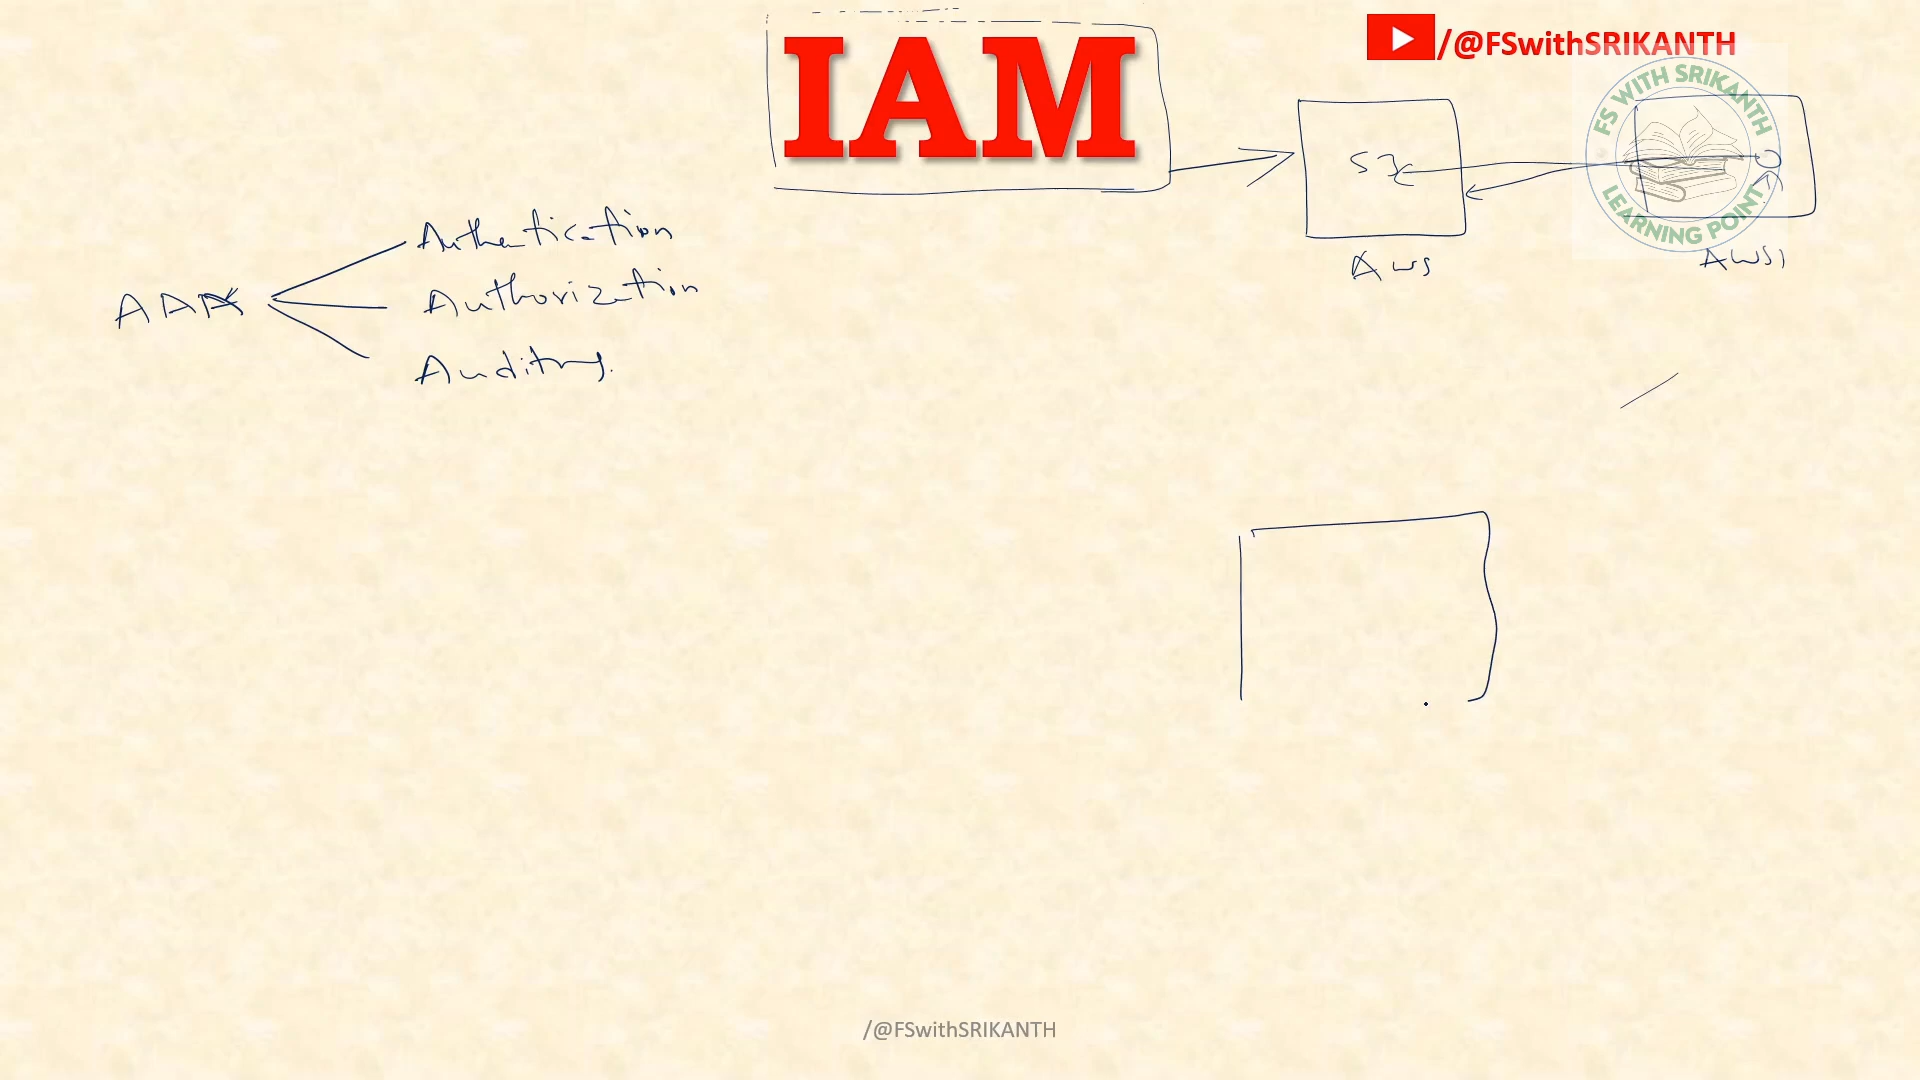 IAM
/@FSwithSRIKANTH
FS WITH SRIKANTH
LEARNING POINT
S3
AWS
AWS1
AAA
Authentication
Authorization
Auditing.
/@FSwithSRIKANTH